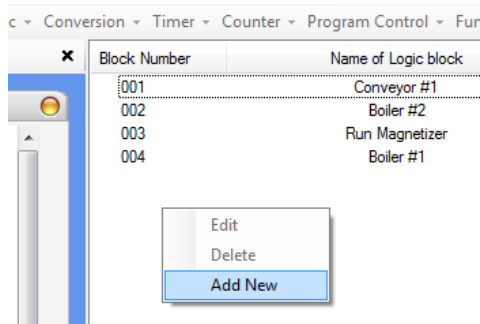 c Conversion Timer Counter Program Control Fun
Block Number Name of Logic block
001 Conveyor #1
002 Boiler #2
003 Run Magnetizer
004 Boiler #1
Edit
Delete
Add New